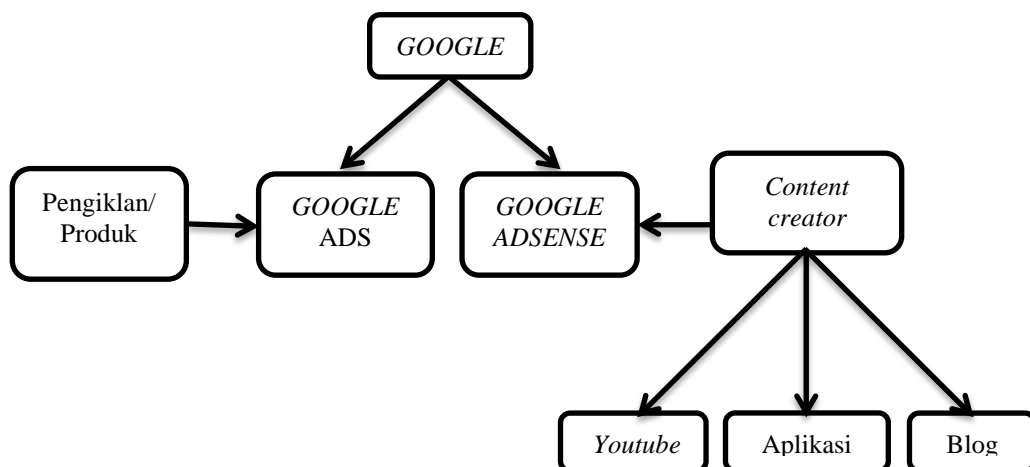 GOOGLE
Pengiklan/
Produk
GOOGLE
ADS
GOOGLE
ADSENSE
Content
creator
Youtube
Aplikasi
Blog